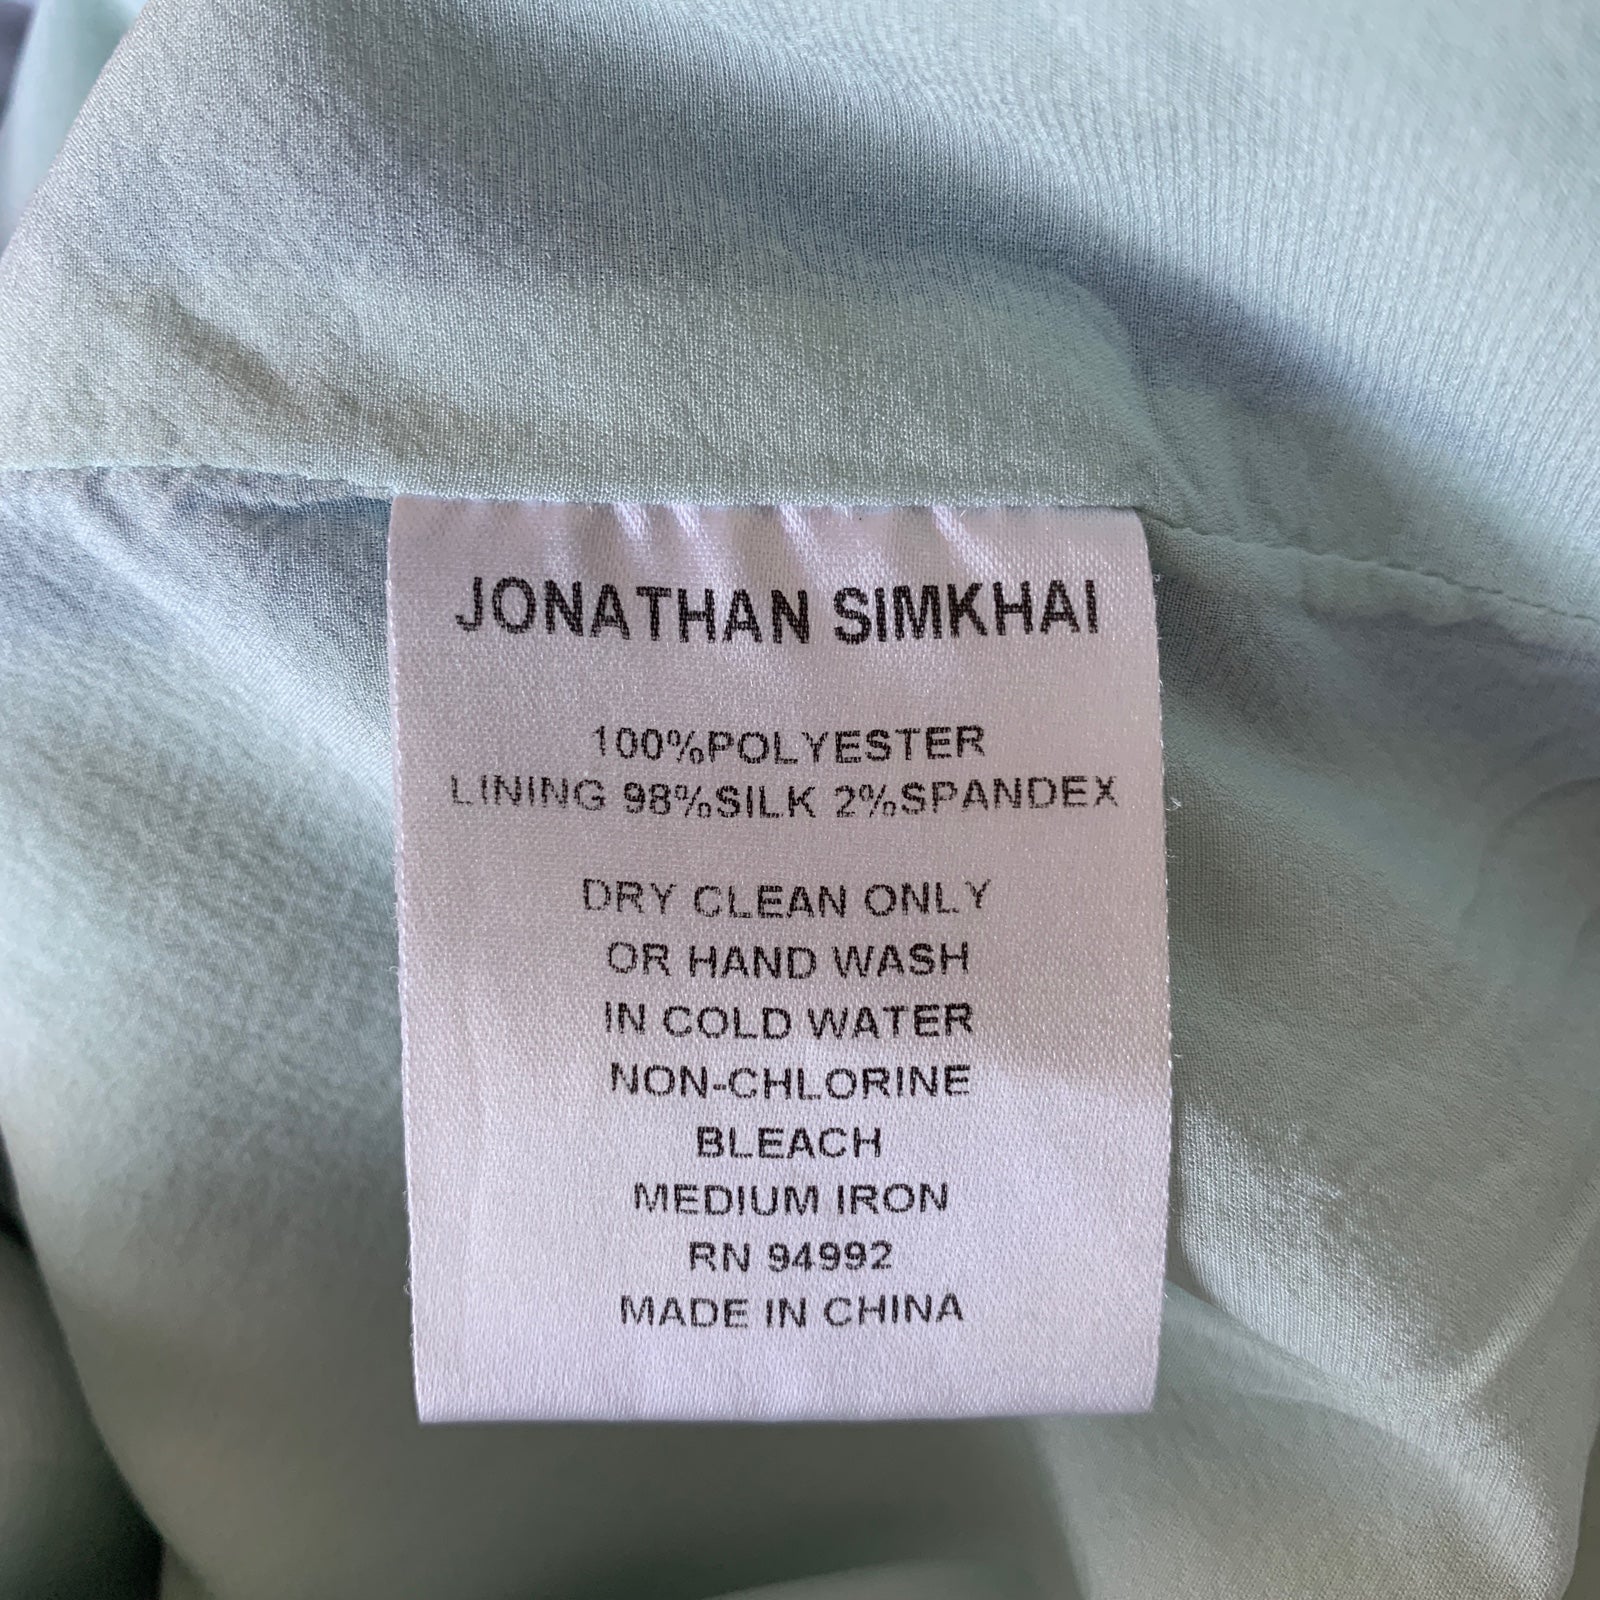 JONATHAN SIMKHAI
100%POLYESTER
LINING 98%SILK 2%SPANDEX
DRY CLEAN ONLY
OR HAND WASH
IN COLD WATER
NON-CHLORINE
BLEACH
MEDIUM IRON
RN 94992
MADE IN CHINA